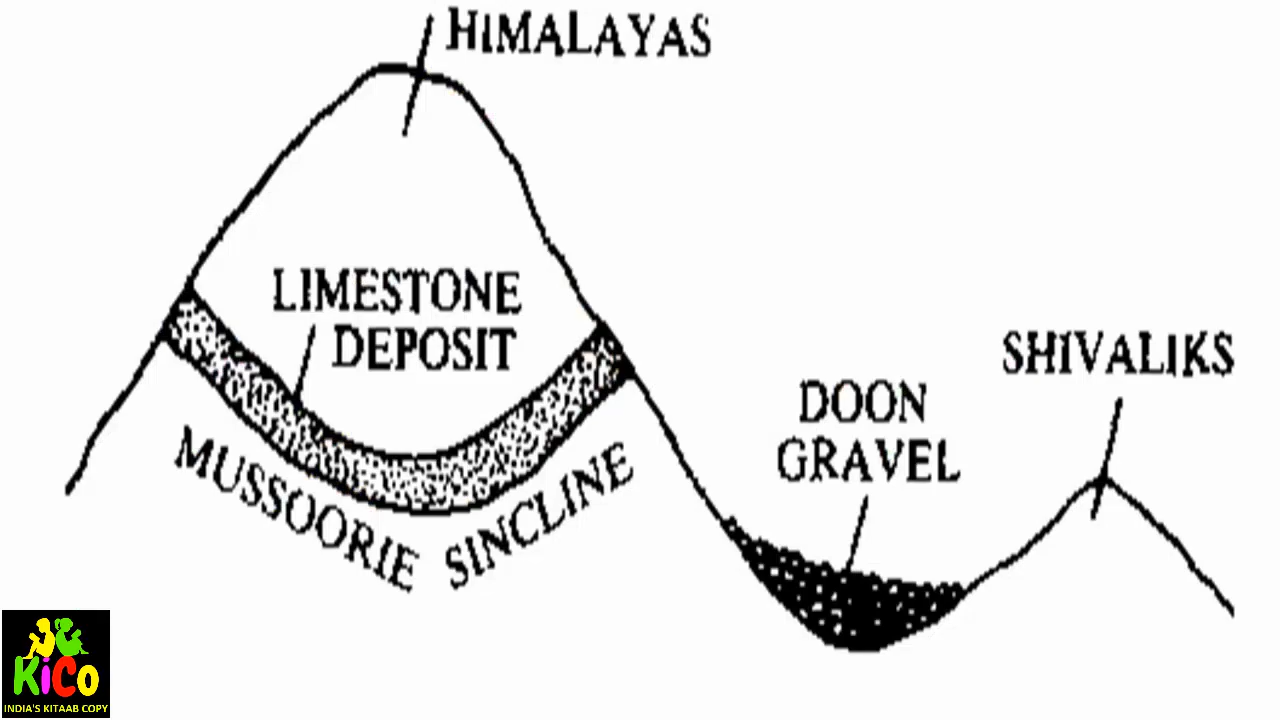 HIMALAYAS
LIMESTONE
DEPOSIT
MUSSOORIE SINCLINE
DOON
GRAVEL
SHIVALIKS
KiCo
INDIA'S KITAAB COPY